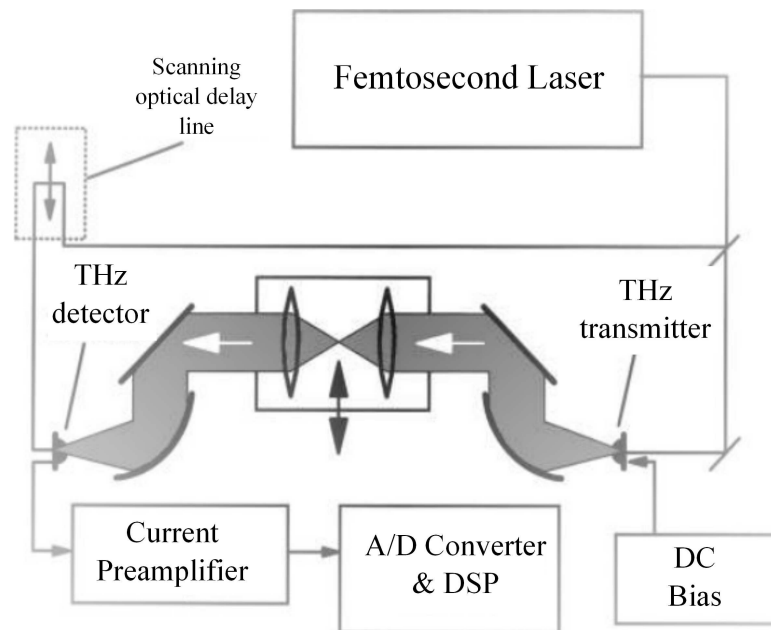 Scanning
optical delay
line
Femtosecond Laser
THz
detector
THz
transmitter
Current
Preamplifier
A/D Converter
& DSP
DC
Bias